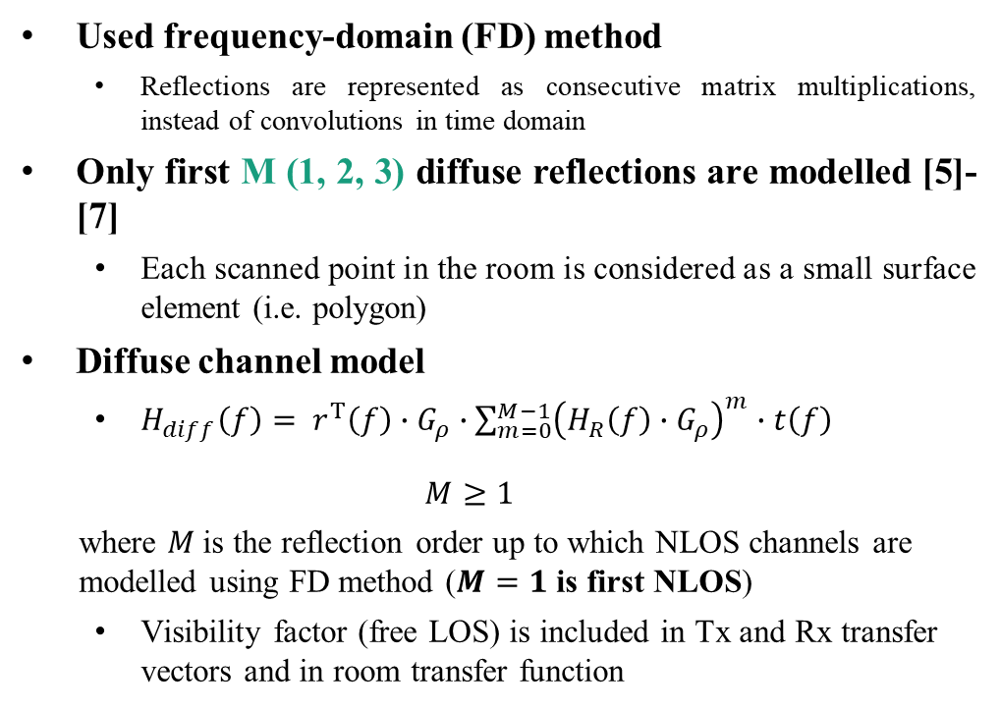 • Used frequency-domain (FD) method
• Reflections are represented as consecutive matrix multiplications,
instead of convolutions in time domain
• Only first M (1, 2, 3) diffuse reflections are modelled [5]-
[7]
• Each scanned point in the room is considered as a small surface
element (i.e. polygon)
• Diffuse channel model
• $H_{diff}(f) = r^{\mathrm{T}}(f) \cdot G_{\rho} \cdot \sum_{m=0}^{M-1} \left( H_R(f) \cdot G_{\rho} \right)^m \cdot t(f)$
$M \geq 1$
where $M$ is the reflection order up to which NLOS channels are
modelled using FD method ($M = 1$ is first NLOS)
• Visibility factor (free LOS) is included in Tx and Rx transfer
vectors and in room transfer function